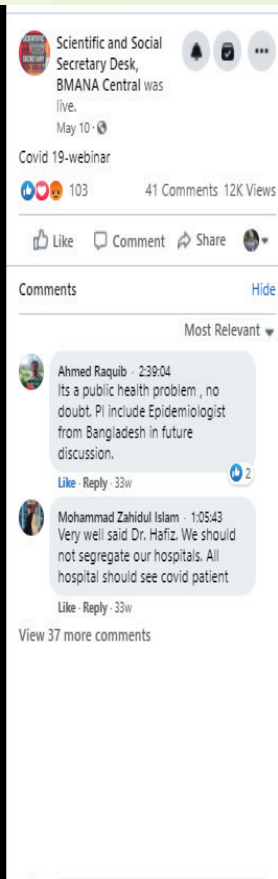 Scientific and Social
Secretary Desk,
BMANA Central was
live.
May 10 ·
Covid 19-webinar
103 41 Comments 12K Views
Like Comment Share
Comments Hide
Most Relevant
Ahmed Raquib · 2:39:04
Its a public health problem , no
doubt. Pl include Epidemiologist
from Bangladesh in future
discussion.
2
Like · Reply · 33w
Mohammad Zahidul Islam · 1:05:43
Very well said Dr. Hafiz. We should
not segregate our hospitals. All
hospital should see covid patient
Like · Reply · 33w
View 37 more comments